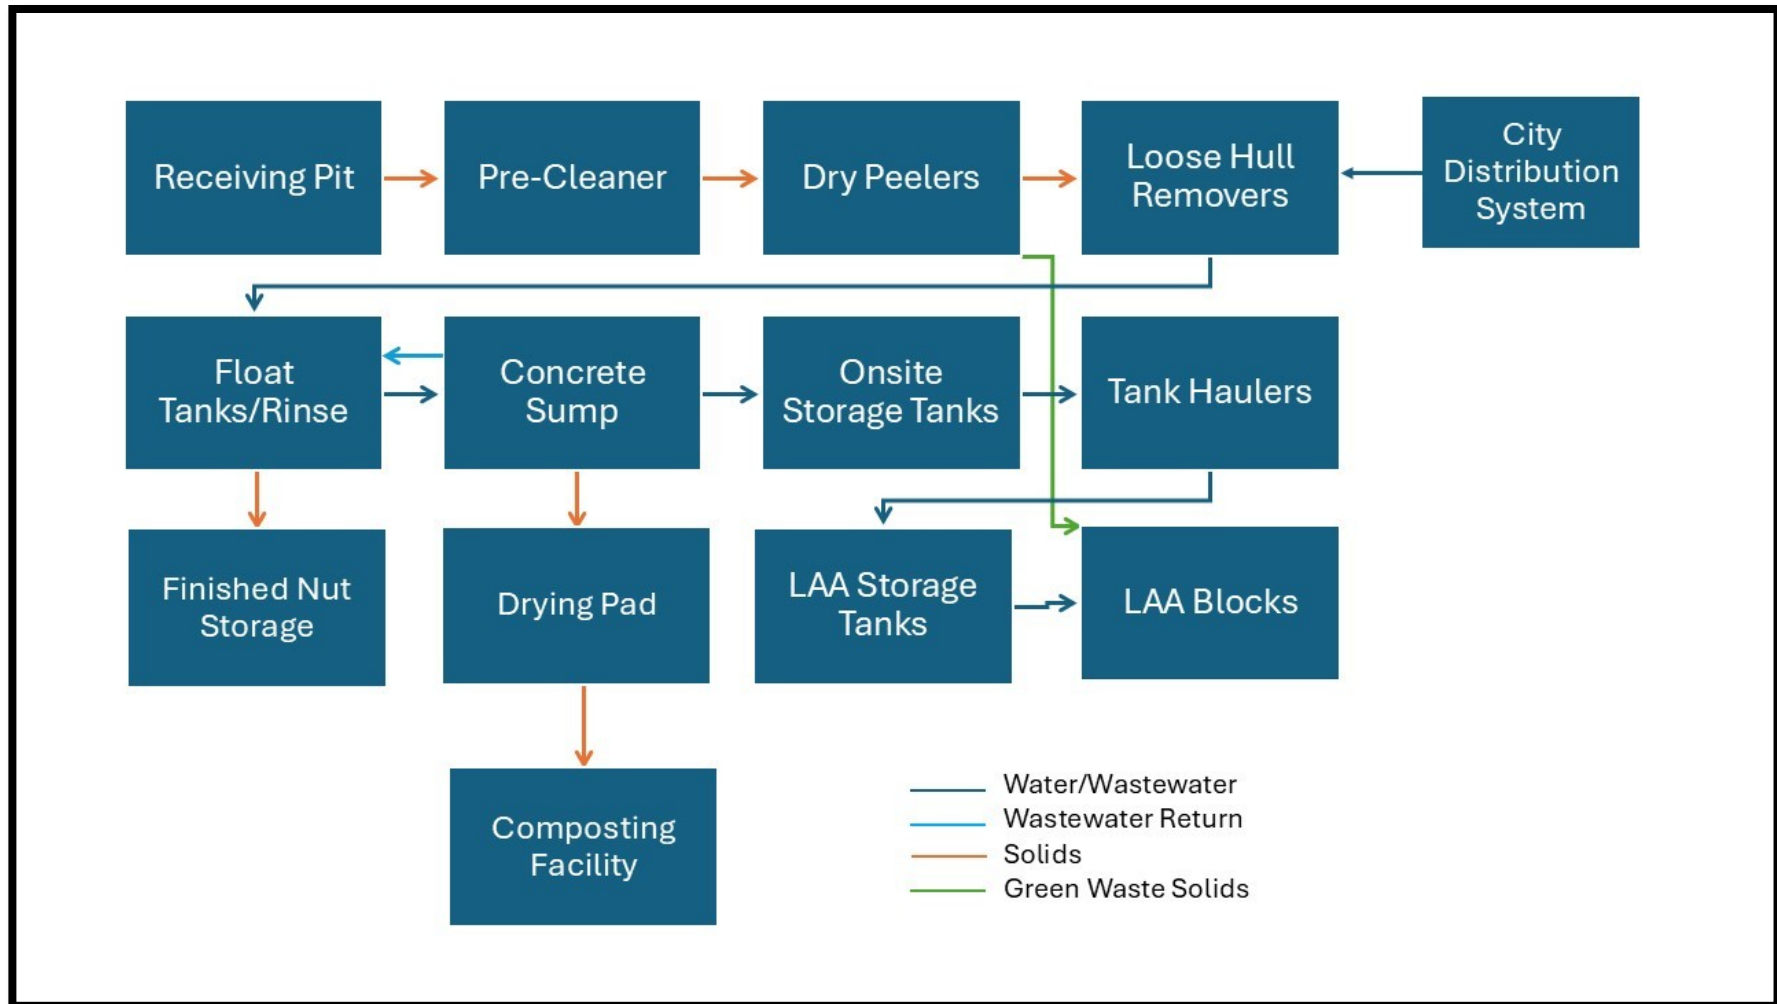 Receiving Pit
Pre-Cleaner
Dry Peelers
Loose Hull
Removers
City
Distribution
System
Float
Tanks/Rinse
Concrete
Sump
Onsite
Storage Tanks
Tank Haulers
Finished Nut
Storage
Drying Pad
LAA Storage
Tanks
LAA Blocks
Composting
Facility
Water/Wastewater
Wastewater Return
Solids
Green Waste Solids